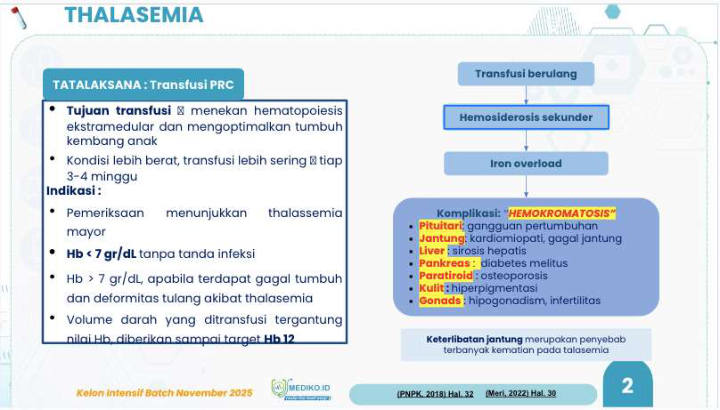 THALASEMIA
TATALAKSANA : Transfusi PRC
• Tujuan transfusi  menekan hematopoiesis
ekstramedular dan mengoptimalkan tumbuh
kembang anak
• Kondisi lebih berat, transfusi lebih sering  tiap
3-4 minggu
Indikasi :
• Pemeriksaan menunjukkan thalassemia
mayor
• Hb < 7 gr/dL tanpa tanda infeksi
• Hb > 7 gr/dL, apabila terdapat gagal tumbuh
dan deformitas tulang akibat thalasemia
• Volume darah yang ditransfusi tergantung
nilai Hb, diberikan sampai target Hb 12
Transfusi berulang
Hemosiderosis sekunder
Iron overload
Komplikasi: "HEMOKROMATOSIS"
• Pituitari: gangguan pertumbuhan
• Jantung: kardiomiopati, gagal jantung
• Liver : sirosis hepatis
• Pankreas : diabetes melitus
• Paratiroid : osteoporosis
• Kulit : hiperpigmentasi
• Gonads : hipogonadism, infertilitas
Keterlibatan jantung merupakan penyebab
terbanyak kematian pada talasemia
Kelon Intensif Batch November 2025
MEDIKO.ID
(PNPK, 2018) Hal. 32
(Meri, 2022) Hal. 30
2